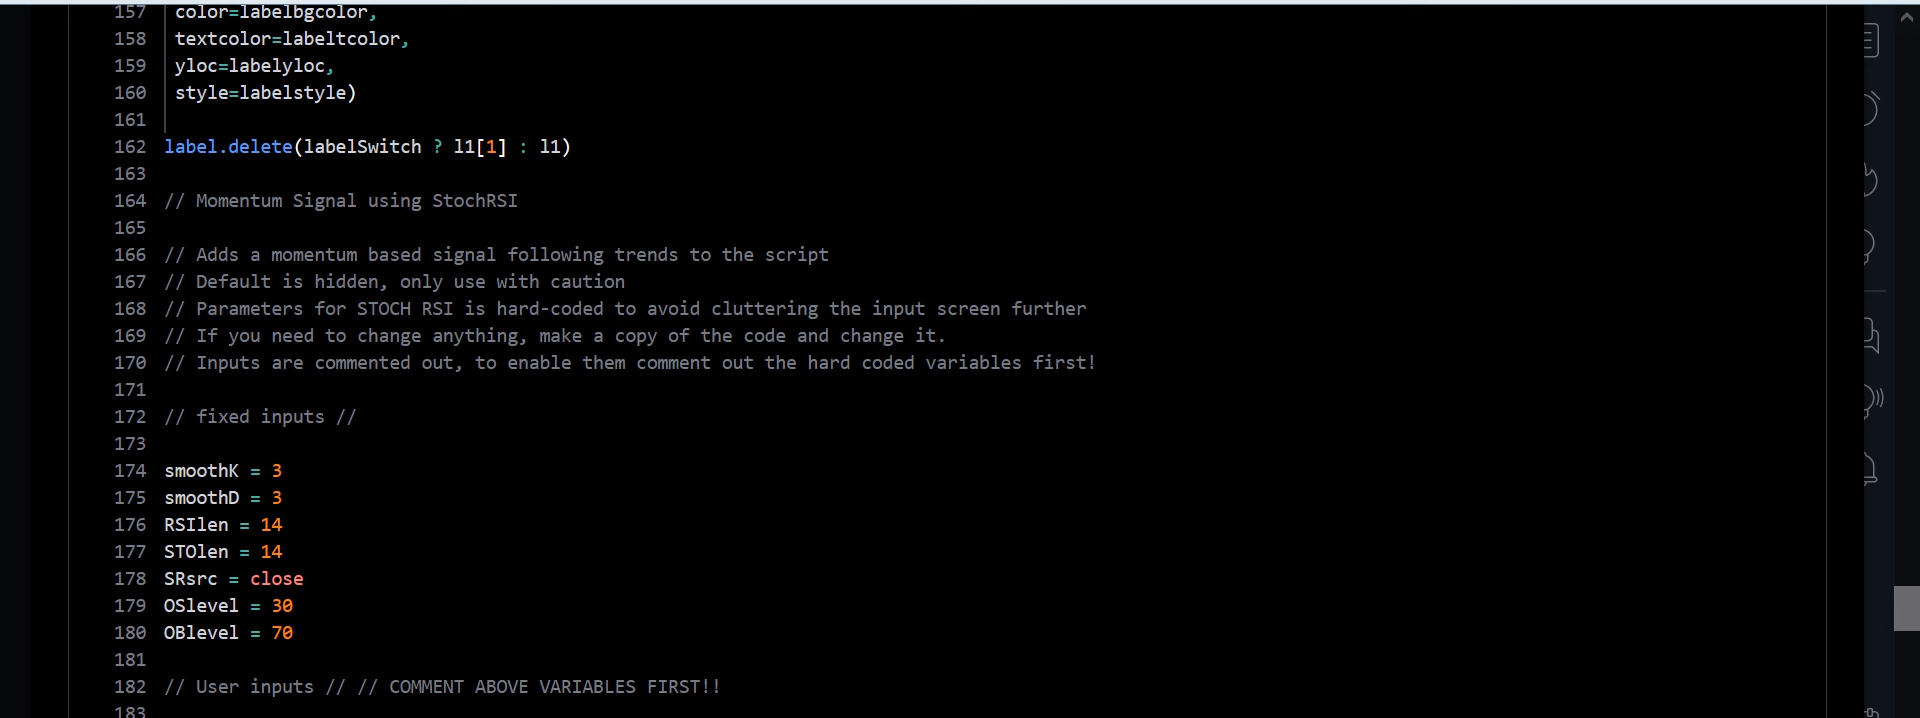 157 color=labelbgcolor,
158 textcolor=labeltcolor,
159 yloc=labelyloc,
160 style=labelstyle)
161
162 label.delete(labelSwitch ? l1[1] : l1)
163
164 // Momentum Signal using StochRSI
165
166 // Adds a momentum based signal following trends to the script
167 // Default is hidden, only use with caution
168 // Parameters for STOCH RSI is hard-coded to avoid cluttering the input screen further
169 // If you need to change anything, make a copy of the code and change it.
170 // Inputs are commented out, to enable them comment out the hard coded variables first!
171
172 // fixed inputs //
173
174 smoothK = 3
175 smoothD = 3
176 RSIlen = 14
177 STOlen = 14
178 SRsrc = close
179 OSlevel = 30
180 OBlevel = 70
181
182 // User inputs // // COMMENT ABOVE VARIABLES FIRST!!
183